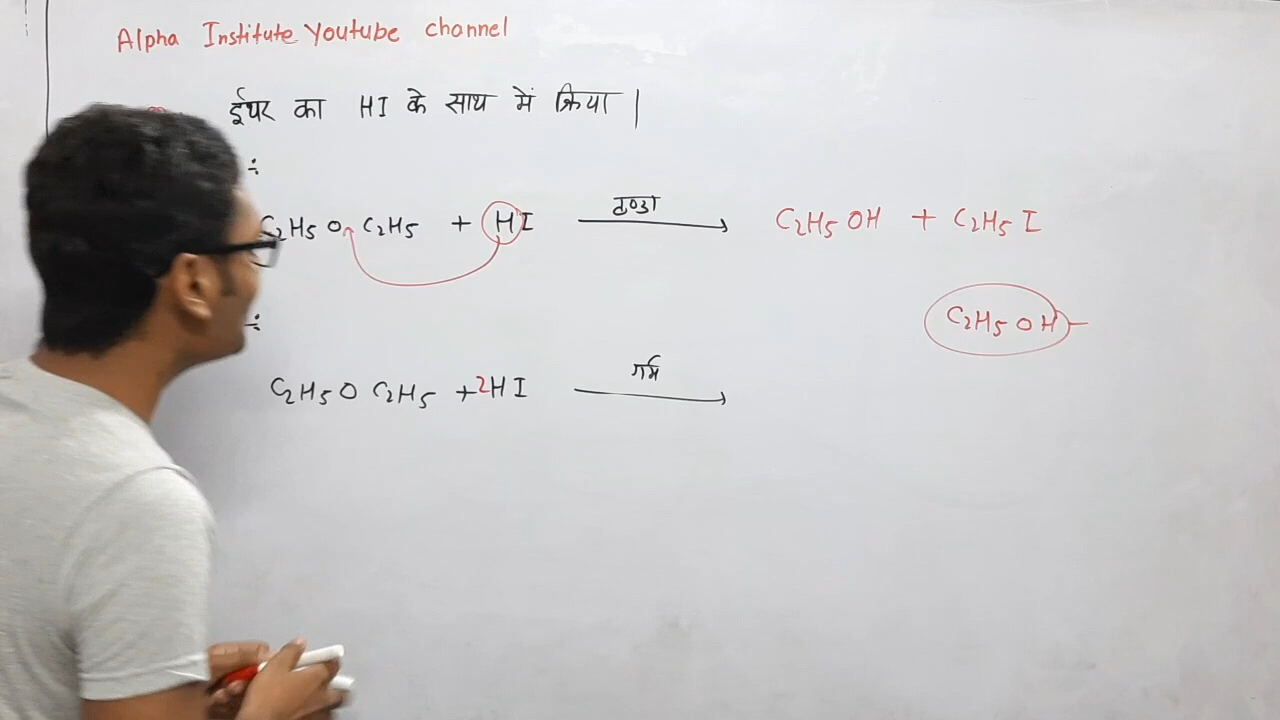 Alpha Institute Youtube channel
ईथर का HI के साथ में क्रिया |
÷
C2H5 O C2H5 + HI ठण्डा → C2H5 OH + C2H5 I
C2H5 OH
÷
C2H5 O C2H5 + 2HI गर्म →